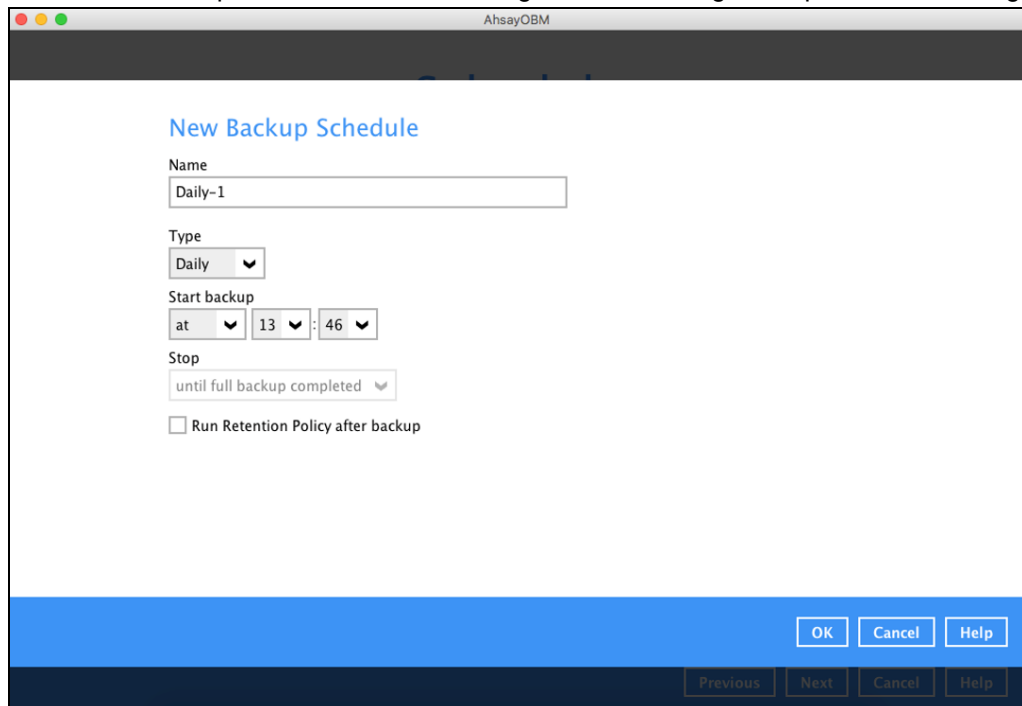 AhsayOBM
New Backup Schedule
Name
Daily-1
Type
Daily
Start backup
at 13 : 46
Stop
until full backup completed
Run Retention Policy after backup
OK Cancel Help
Previous Next Cancel Help